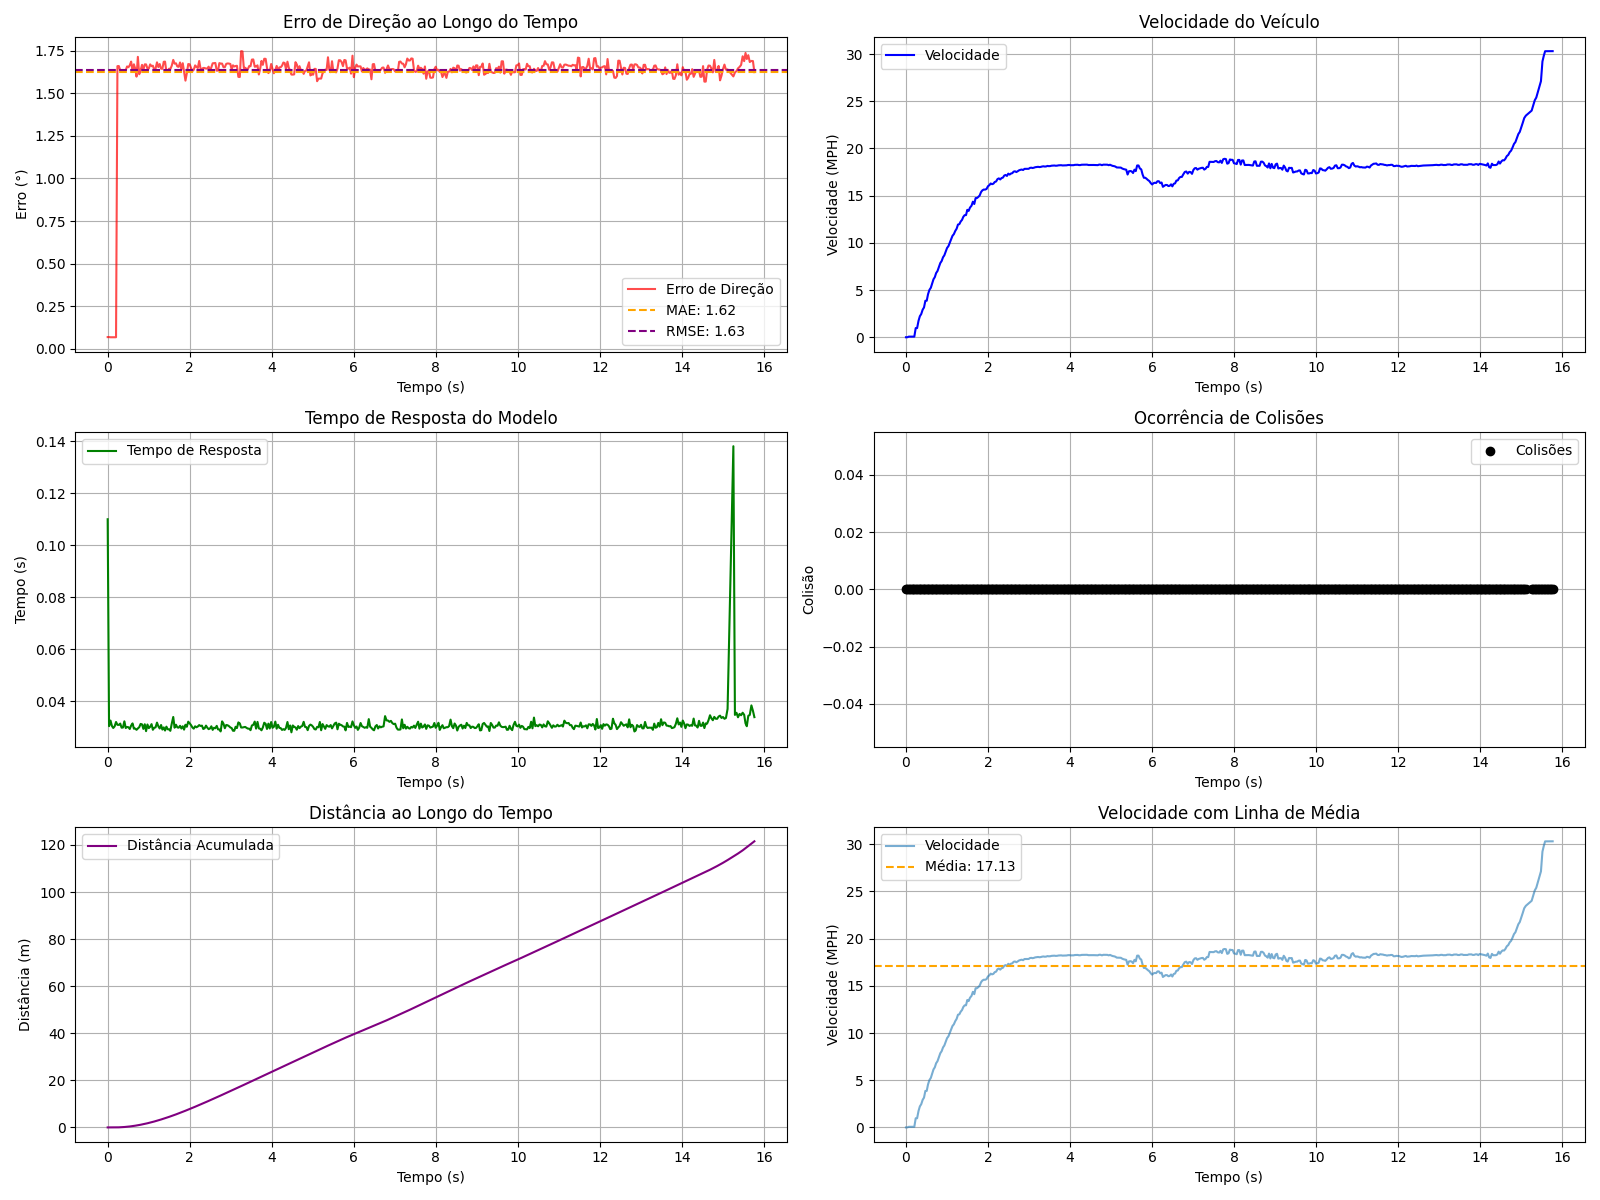 Erro de Direção ao Longo do Tempo
1.75
1.50
1.25
1.00
0.75
0.50
0.25
0.00
Erro (°)
Erro de Direção
MAE: 1.62
RMSE: 1.63
0 2 4 6 8 10 12 14 16
Tempo (s)
Velocidade do Veículo
Velocidade
30
25
20
15
10
5
0
Velocidade (MPH)
0 2 4 6 8 10 12 14 16
Tempo (s)
Tempo de Resposta do Modelo
Tempo de Resposta
0.14
0.12
0.10
0.08
0.06
0.04
Tempo (s)
0 2 4 6 8 10 12 14 16
Tempo (s)
Ocorrência de Colisões
Colisões
0.04
0.02
0.00
−0.02
−0.04
Colisão
0 2 4 6 8 10 12 14 16
Tempo (s)
Distância ao Longo do Tempo
Distância Acumulada
120
100
80
60
40
20
0
Distância (m)
0 2 4 6 8 10 12 14 16
Tempo (s)
Velocidade com Linha de Média
Velocidade
Média: 17.13
30
25
20
15
10
5
0
Velocidade (MPH)
0 2 4 6 8 10 12 14 16
Tempo (s)